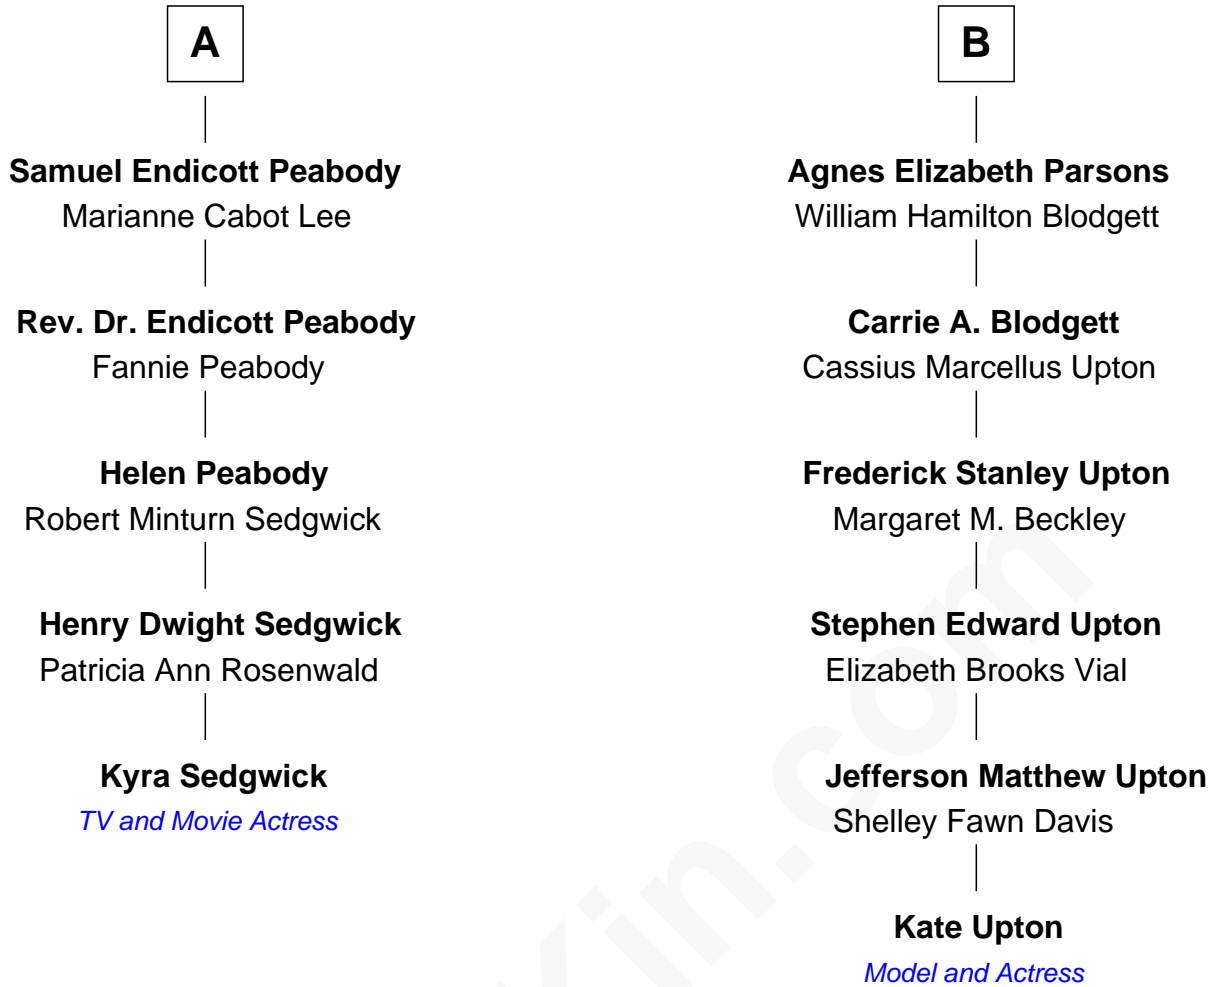 A
Samuel Endicott Peabody
Marianne Cabot Lee
Rev. Dr. Endicott Peabody
Fannie Peabody
Helen Peabody
Robert Minturn Sedgwick
Henry Dwight Sedgwick
Patricia Ann Rosenwald
Kyra Sedgwick
TV and Movie Actress
B
Agnes Elizabeth Parsons
William Hamilton Blodgett
Carrie A. Blodgett
Cassius Marcellus Upton
Frederick Stanley Upton
Margaret M. Beckley
Stephen Edward Upton
Elizabeth Brooks Vial
Jefferson Matthew Upton
Shelley Fawn Davis
Kate Upton
Model and Actress
Kin.com